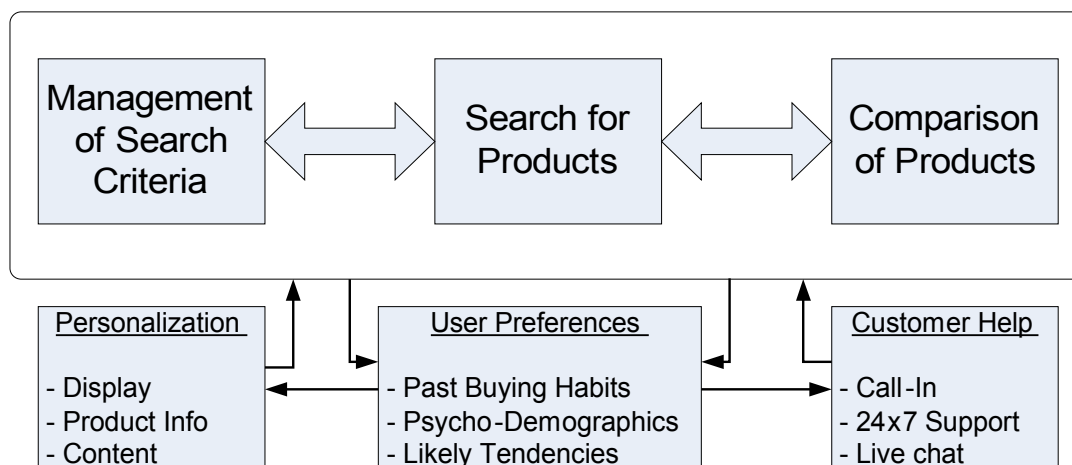 Management
of Search
Criteria
Search for
Products
Comparison
of Products
Personalization
- Display
- Product Info
- Content
User Preferences
- Past Buying Habits
- Psycho-Demographics
- Likely Tendencies
Customer Help
- Call-In
- 24x7 Support
- Live chat